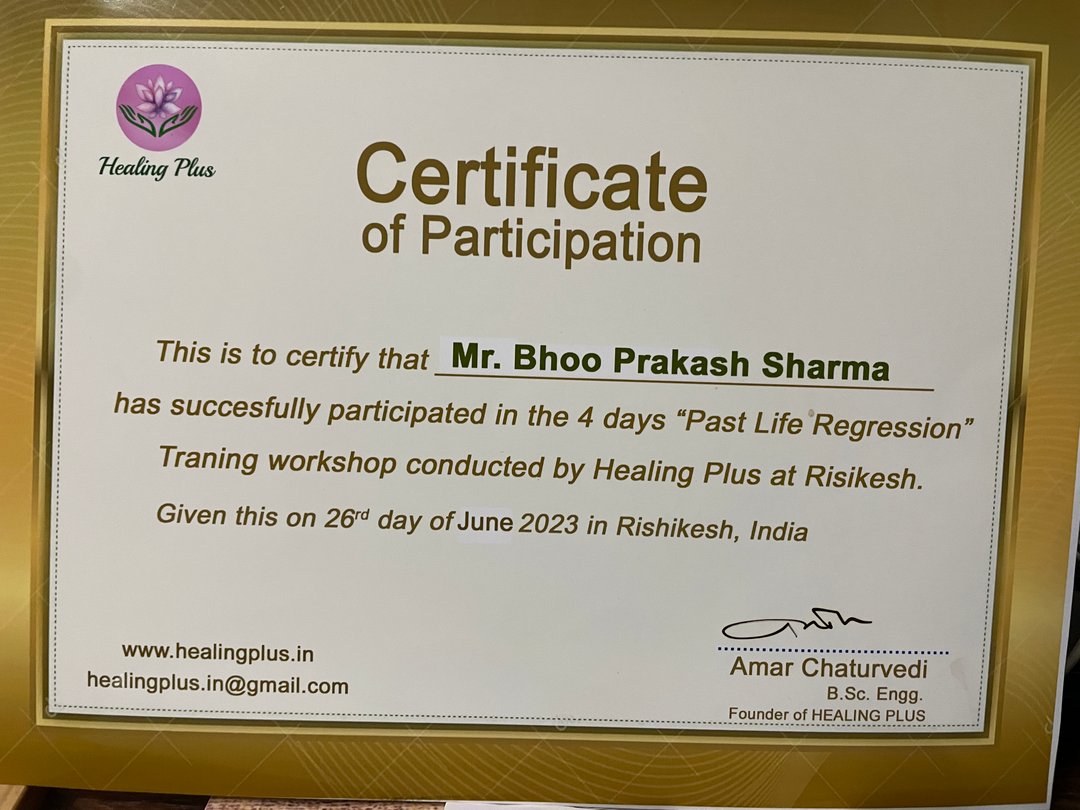 Healing Plus
Certificate
of Participation
This is to certify that Mr. Bhoo Prakash Sharma
has succesfully participated in the 4 days “Past Life Regression”
Traning workshop conducted by Healing Plus at Risikesh.
Given this on 26rd day of June 2023 in Rishikesh, India
www.healingplus.in
healingplus.in@gmail.com
Amar Chaturvedi
B.Sc. Engg.
Founder of HEALING PLUS